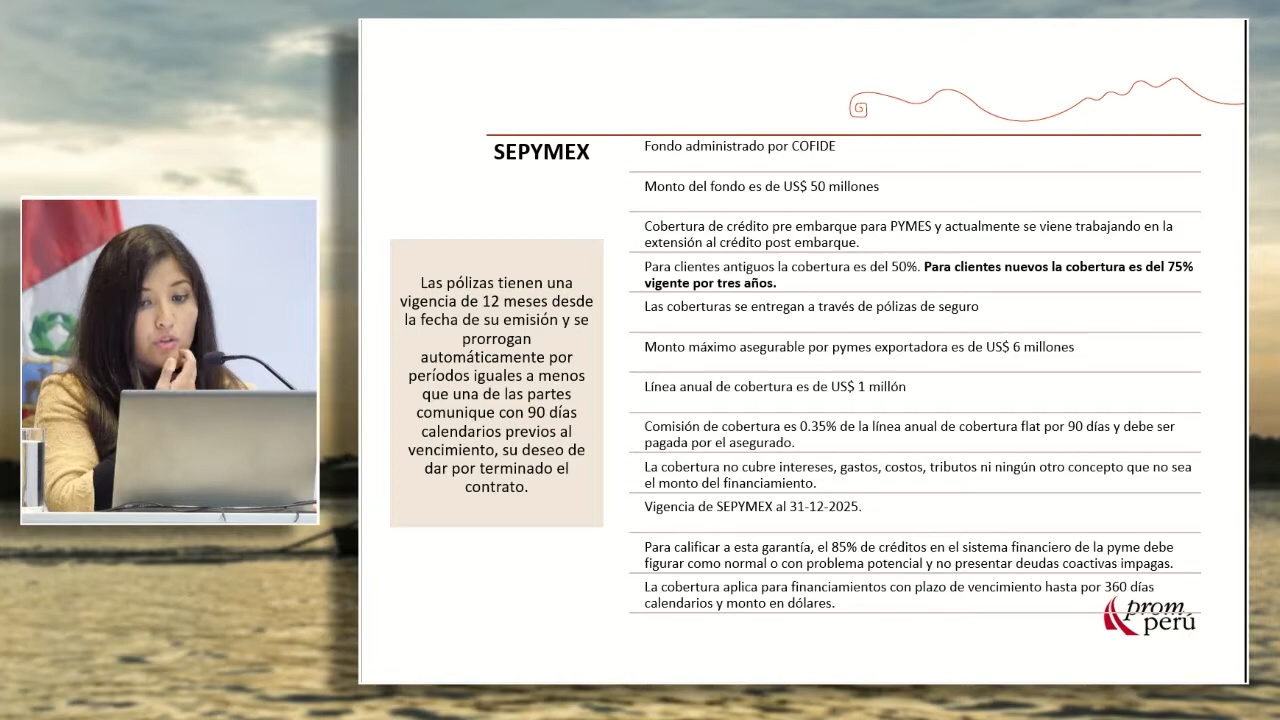 SEPYMEX
Las pólizas tienen una
vigencia de 12 meses desde
la fecha de su emisión y se
prorrogan
automáticamente por
períodos iguales a menos
que una de las partes
comunique con 90 días
calendarios previos al
vencimiento, su deseo de
dar por terminado el
contrato.
Fondo administrado por COFIDE
Monto del fondo es de US$ 50 millones
Cobertura de crédito pre embarque para PYMES y actualmente se viene trabajando en la
extensión al crédito post embarque.
Para clientes antiguos la cobertura es del 50%. Para clientes nuevos la cobertura es del 75%
vigente por tres años.
Las coberturas se entregan a través de pólizas de seguro
Monto máximo asegurable por pymes exportadora es de US$ 6 millones
Línea anual de cobertura es de US$ 1 millón
Comisión de cobertura es 0.35% de la línea anual de cobertura flat por 90 días y debe ser
pagada por el asegurado.
La cobertura no cubre intereses, gastos, costos, tributos ni ningún otro concepto que no sea
el monto del financiamiento.
Vigencia de SEPYMEX al 31-12-2025.
Para calificar a esta garantía, el 85% de créditos en el sistema financiero de la pyme debe
figurar como normal o con problema potencial y no presentar deudas coactivas impagas.
La cobertura aplica para financiamientos con plazo de vencimiento hasta por 360 días
calendarios y monto en dólares.
prom
perú